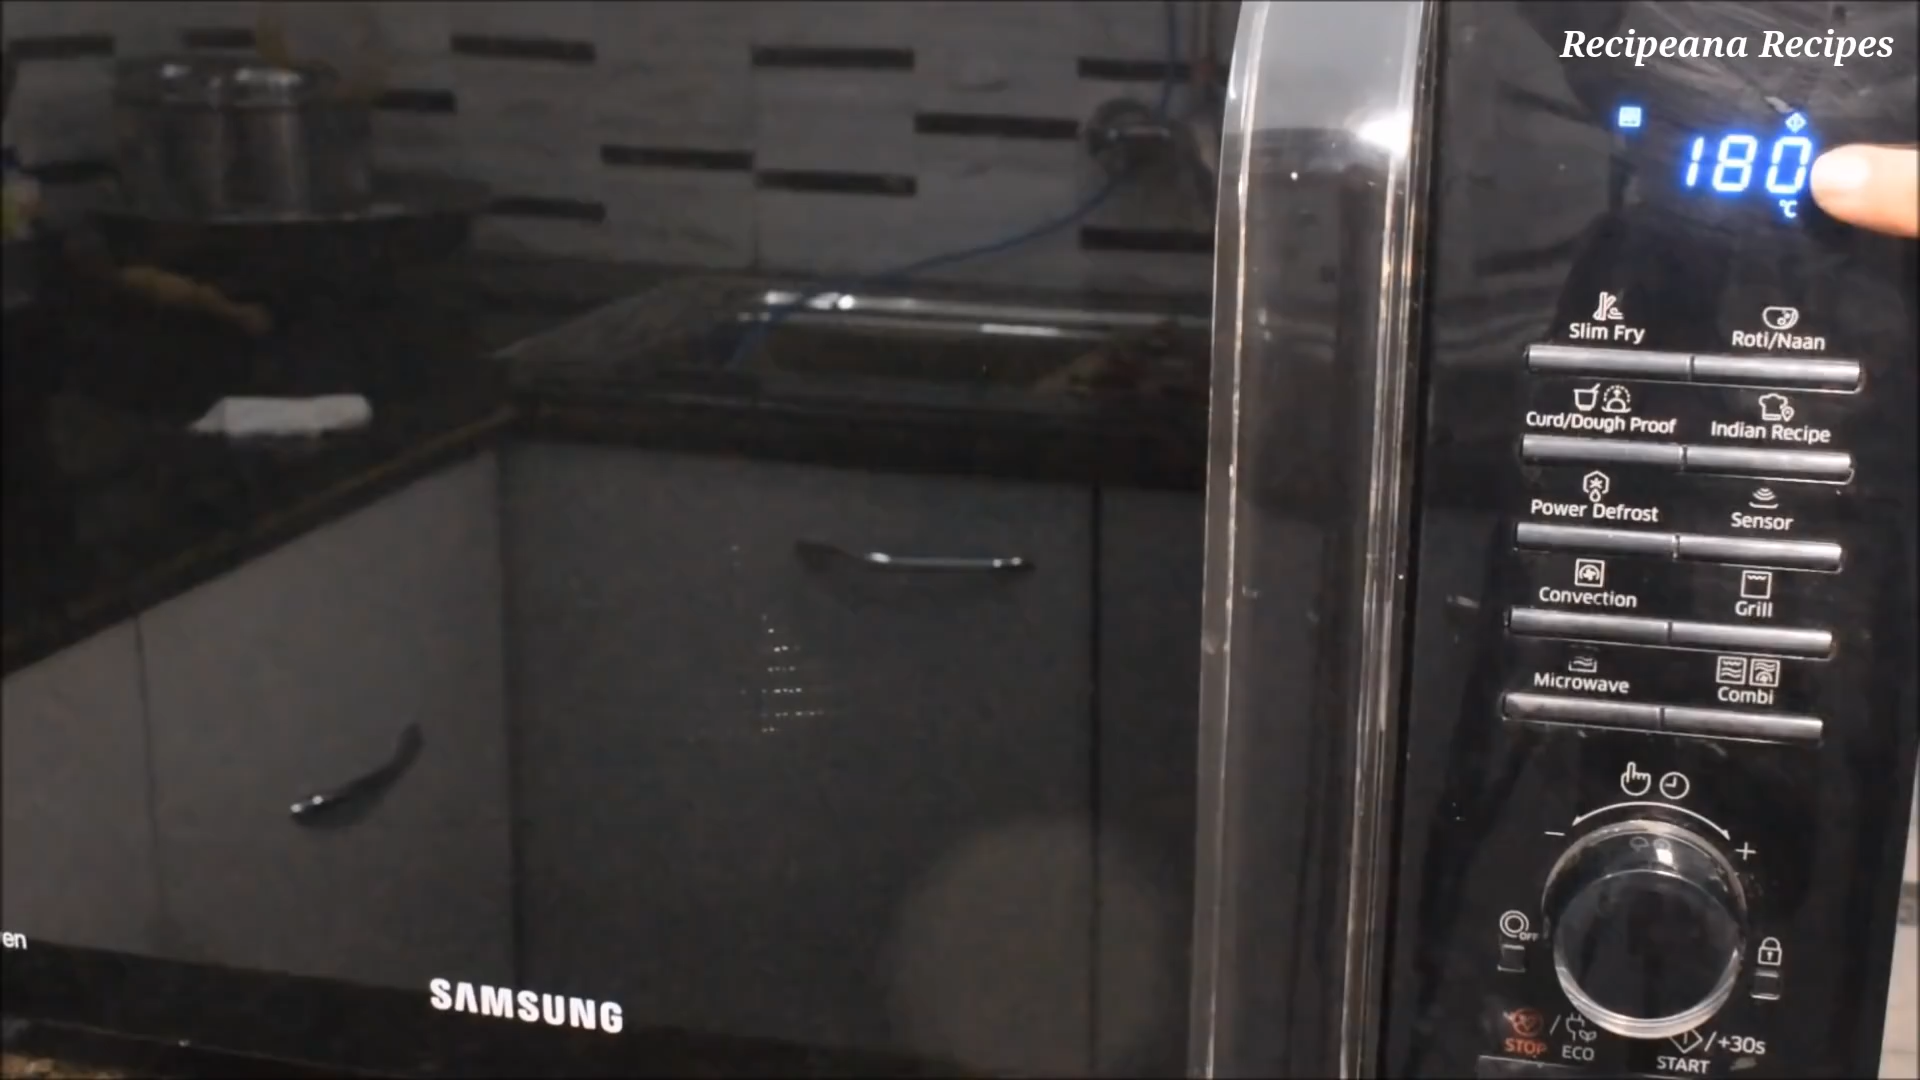 Recipeana Recipes
180
°C
Slim Fry
Roti/Naan
Curd/Dough Proof
Indian Recipe
Power Defrost
Sensor
Convection
Grill
Microwave
Combi
− +
OFF
STOP / ECO
START /+30s
en
SAMSUNG